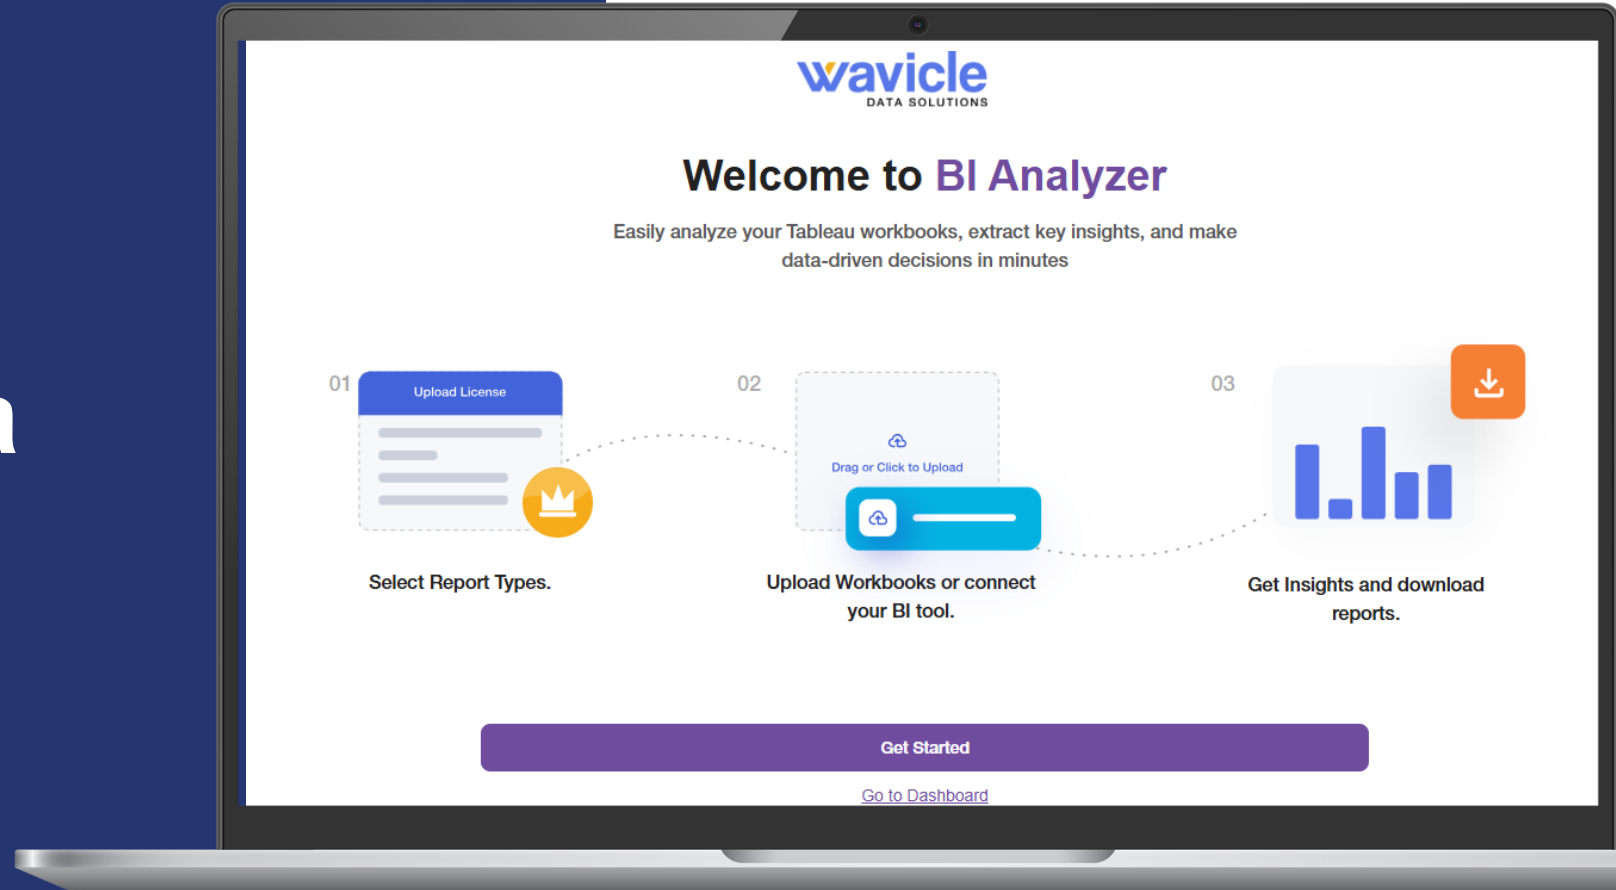 wavicle
DATA SOLUTIONS
Welcome to BI Analyzer
Easily analyze your Tableau workbooks, extract key insights, and make
data-driven decisions in minutes
01
Upload License
Select Report Types.
02
Drag or Click to Upload
Upload Workbooks or connect
your BI tool.
03
Get Insights and download
reports.
Get Started
Go to Dashboard